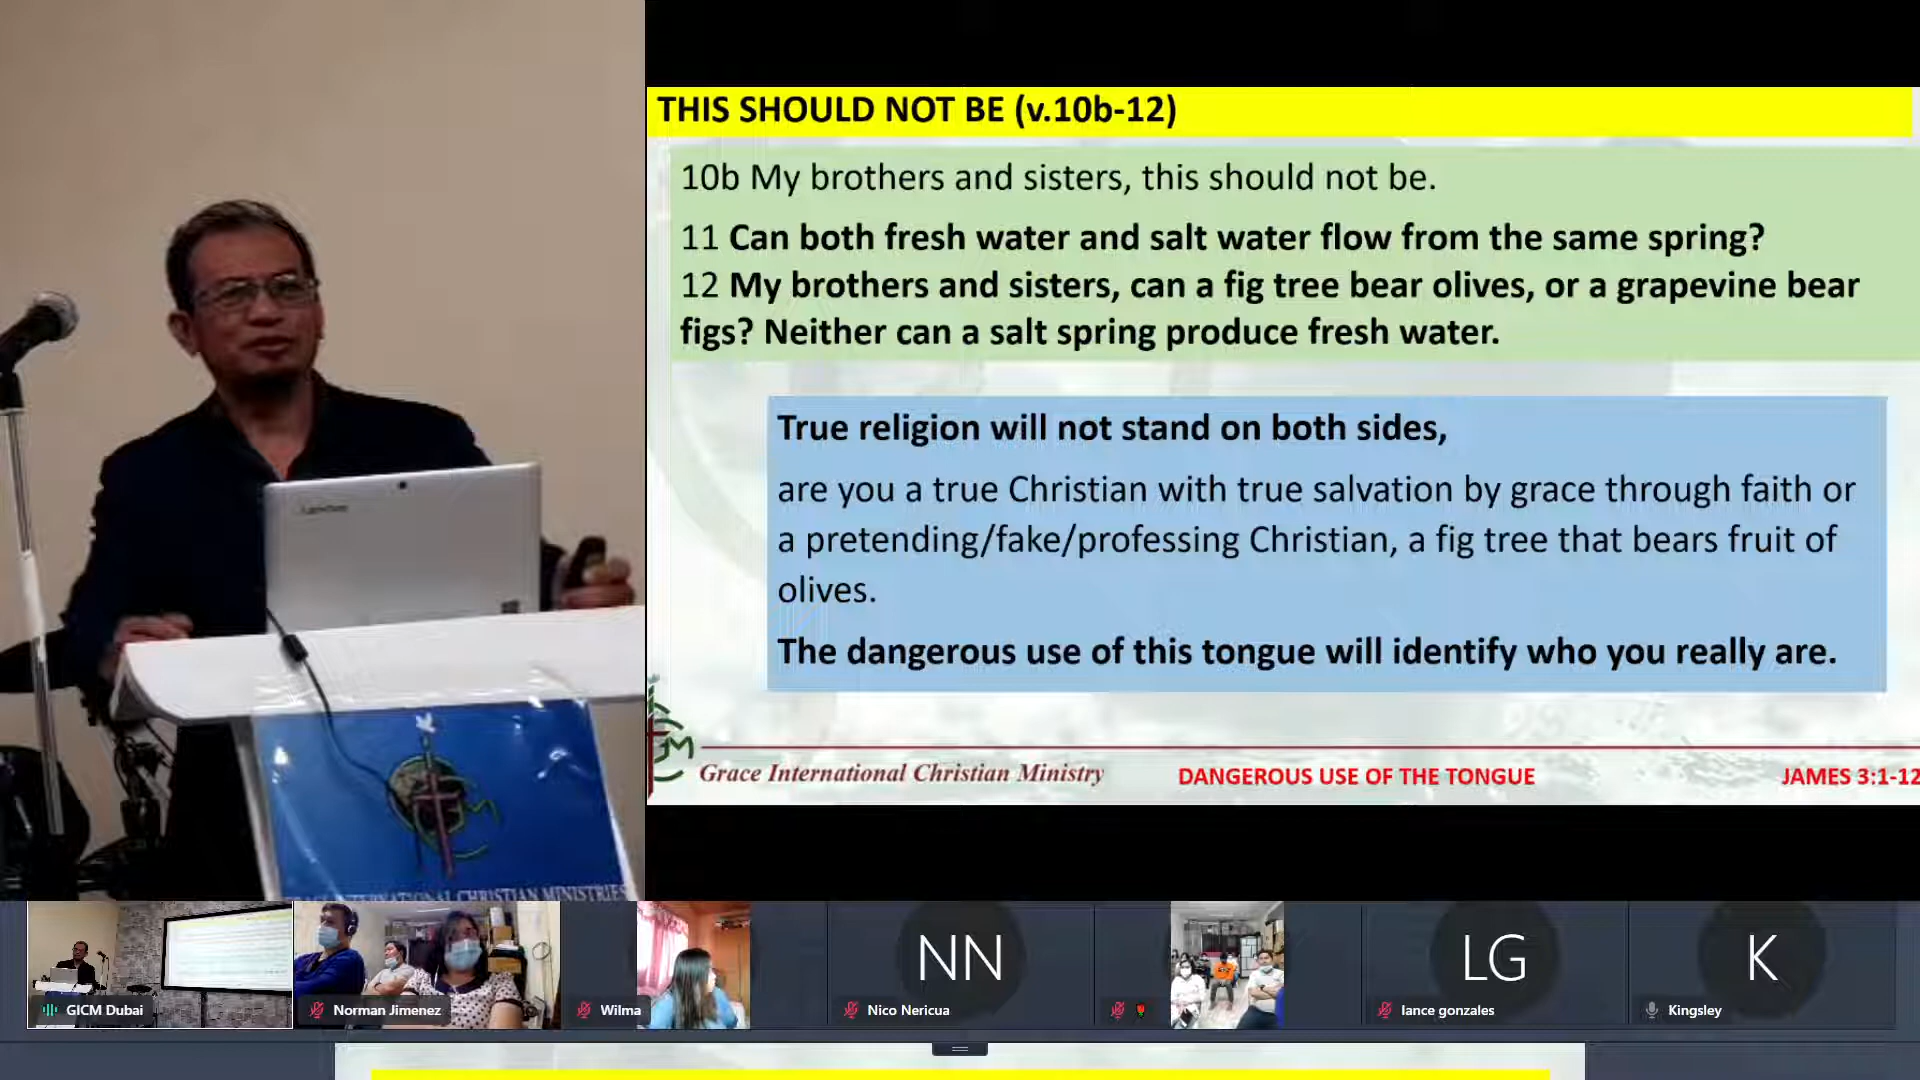 THIS SHOULD NOT BE (v.10b-12)
10b My brothers and sisters, this should not be.
11 Can both fresh water and salt water flow from the same spring?
12 My brothers and sisters, can a fig tree bear olives, or a grapevine bear
figs? Neither can a salt spring produce fresh water.
True religion will not stand on both sides,
are you a true Christian with true salvation by grace through faith or
a pretending/fake/professing Christian, a fig tree that bears fruit of
olives.
The dangerous use of this tongue will identify who you really are.
Grace International Christian Ministry
DANGEROUS USE OF THE TONGUE
JAMES 3:1-12
INTERNATIONAL CHRISTIAN MINISTRIES
NN
LG
K
GICM Dubai
Norman Jimenez
Wilma
Nico Nericua
lance gonzales
Kingsley